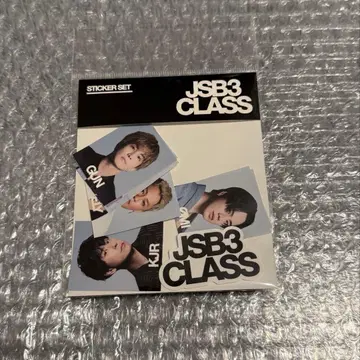 STICKER SET
JSB3
CLASS
GUN
KJR
JSB3
CLASS